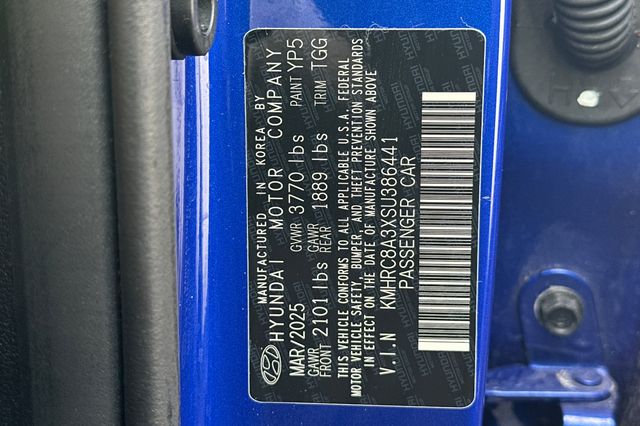 MANUFACTURED IN KOREA BY
HYUNDAI MOTOR COMPANY
MAR/2025 GVWR 3770 lbs PAINT YP5
GAWR FRONT 2101lbs GAWR REAR 1889 lbs TRIM TGG
THIS VEHICLE CONFORMS TO ALL APPLICABLE U.S.A. FEDERAL
MOTOR VEHICLE SAFETY, BUMPER, AND THEFT PREVENTION STANDARDS
IN EFFECT ON THE DATE OF MANUFACTURE SHOWN ABOVE
V.I.N KMHRC8A3XSU386441
PASSENGER CAR